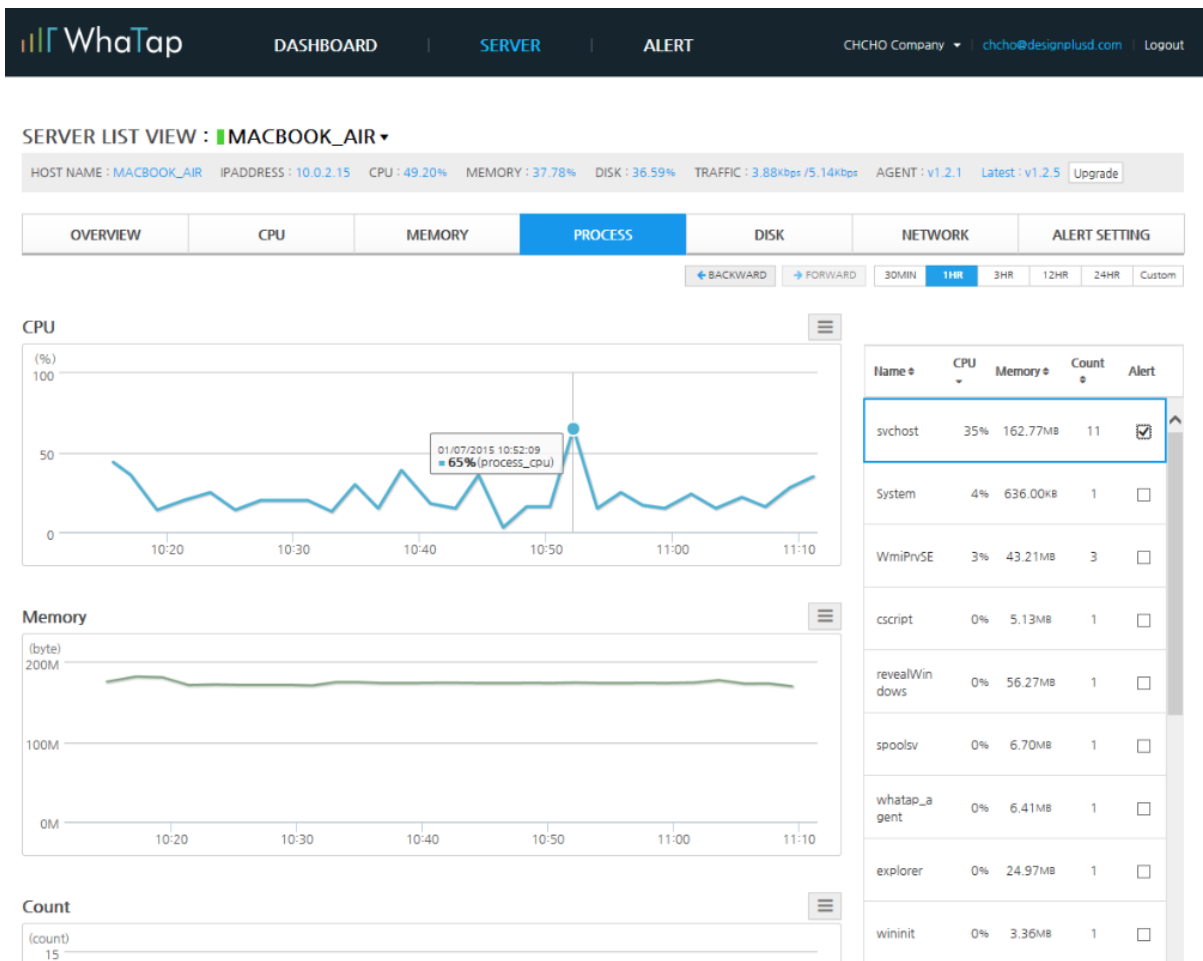 WhaTap DASHBOARD | SERVER | ALERT CHCHO Company | chcho@designplusd.com | Logout
SERVER LIST VIEW : MACBOOK_AIR
HOST NAME : MACBOOK_AIR IPADDRESS : 10.0.2.15 CPU : 49.20% MEMORY : 37.78% DISK : 36.59% TRAFFIC : 3.88Kbps /5.14Kbps AGENT : v1.2.1 Latest : v1.2.5 Upgrade
OVERVIEW CPU MEMORY PROCESS DISK NETWORK ALERT SETTING
BACKWARD FORWARD 30MIN 1HR 3HR 12HR 24HR Custom
CPU
(%)
100
50
0
01/07/2015 10:52:09
65%(process_cpu)
10:20 10:30 10:40 10:50 11:00 11:10
Memory
(byte)
200M
100M
0M
10:20 10:30 10:40 10:50 11:00 11:10
Count
(count)
15
Name CPU Memory Count Alert
svchost 35% 162.77MB 11
System 4% 636.00KB 1
WmiPrvSE 3% 43.21MB 3
cscript 0% 5.13MB 1
revealWin
dows 0% 56.27MB 1
spoolsv 0% 6.70MB 1
whatap_a
gent 0% 6.41MB 1
explorer 0% 24.97MB 1
wininit 0% 3.36MB 1